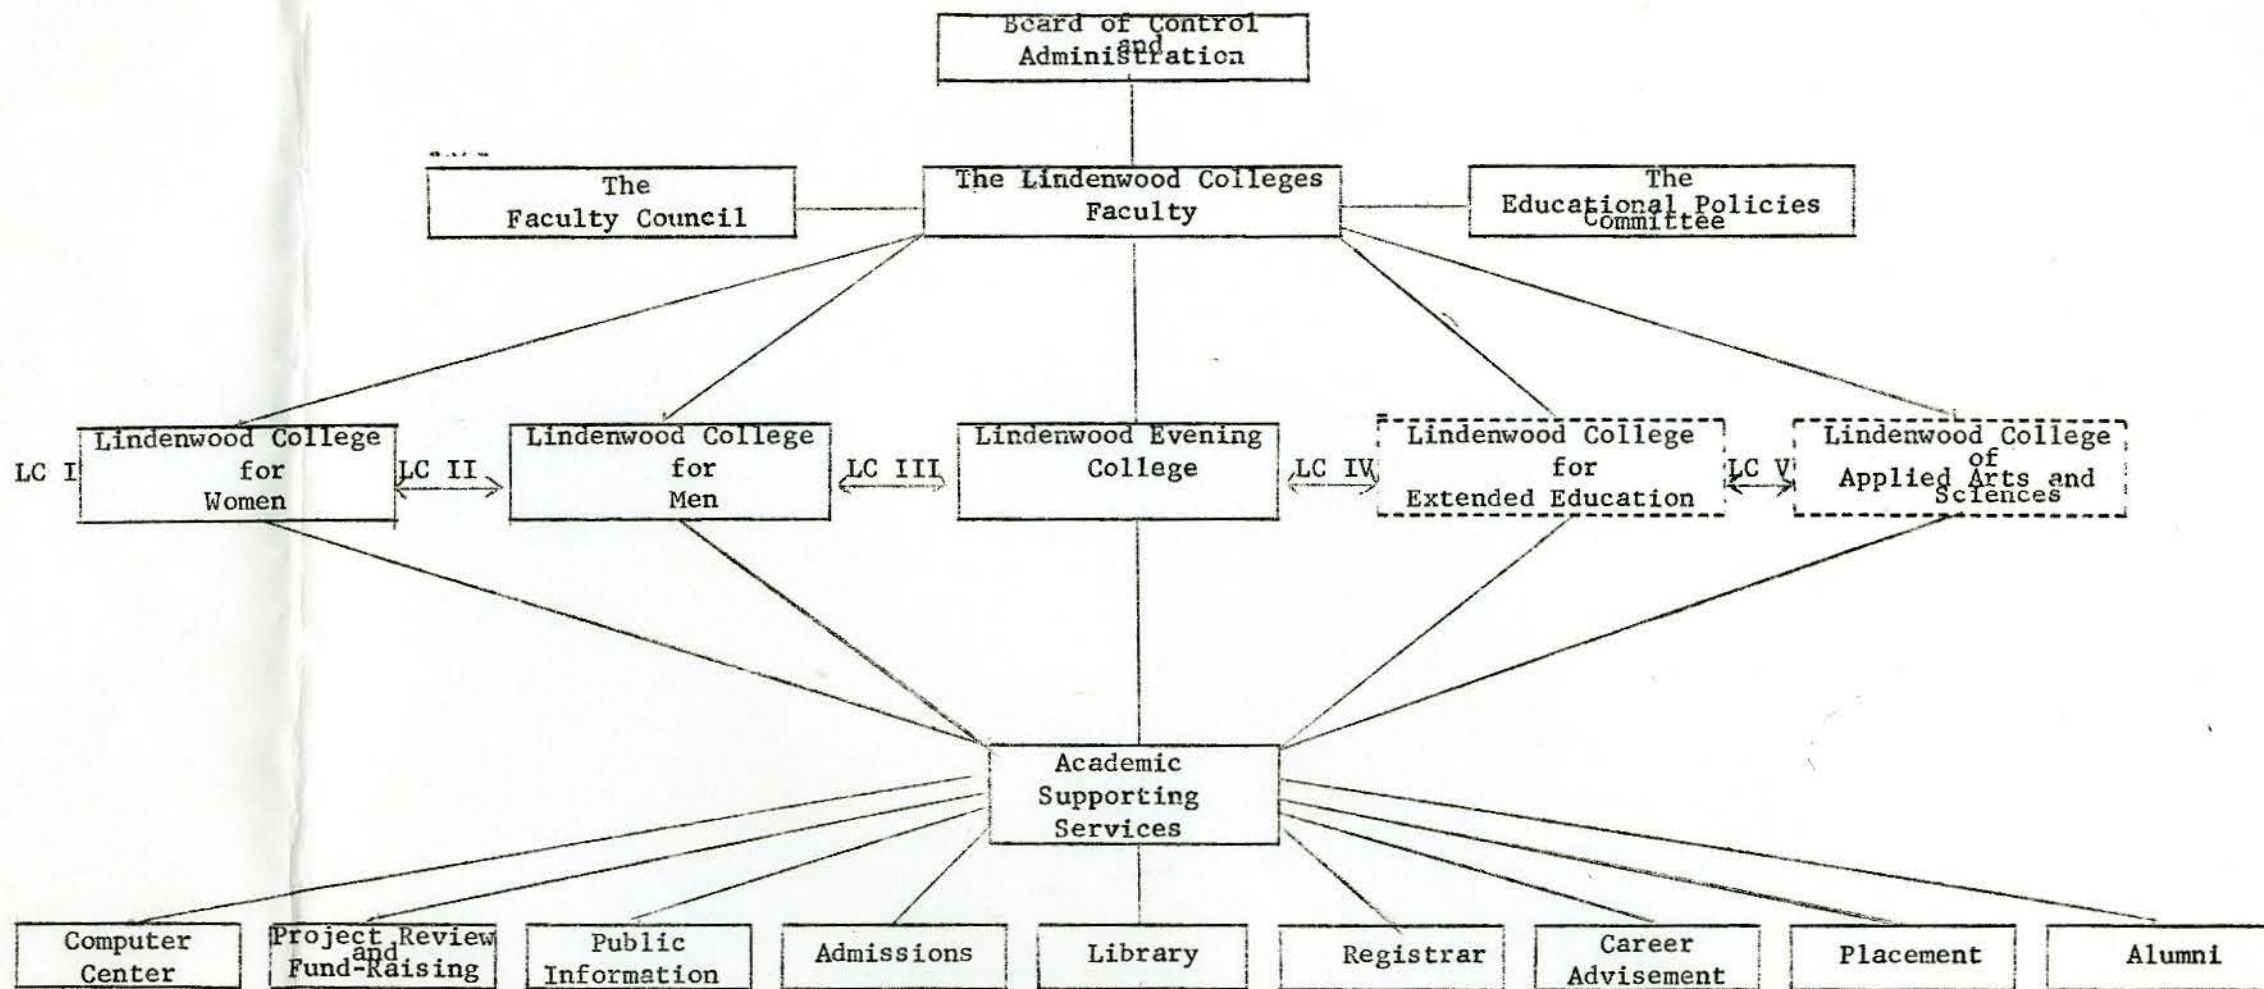 Board of Control
and
Administration
The
Faculty Council
The Lindenwood Colleges
Faculty
The
Educational Policies
Committee
LC I
Lindenwood College
for
Women
LC II
Lindenwood College
for
Men
LC III
Lindenwood Evening
College
LC IV
Lindenwood College
for
Extended Education
LC V
Lindenwood College
of
Applied Arts and
Sciences
Academic
Supporting
Services
Computer
Center
Project Review
and
Fund-Raising
Public
Information
Admissions
Library
Registrar
Career
Advisement
Placement
Alumni